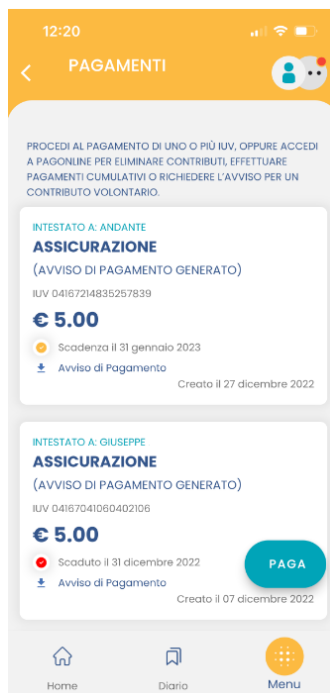 12:20
PAGAMENTI
PROCEDI AL PAGAMENTO DI UNO O PIÙ IUV, OPPURE ACCEDI
A PAGONLINE PER ELIMINARE CONTRIBUTI, EFFETTUARE
PAGAMENTI CUMULATIVI O RICHIEDERE L'AVVISO PER UN
CONTRIBUTO VOLONTARIO.
INTESTATO A: ANDANTE
ASSICURAZIONE
(AVVISO DI PAGAMENTO GENERATO)
IUV 04167214835257839
€ 5.00
Scadenza il 31 gennaio 2023
Avviso di Pagamento
Creato il 27 dicembre 2022
INTESTATO A: GIUSEPPE
ASSICURAZIONE
(AVVISO DI PAGAMENTO GENERATO)
IUV 04167041060402106
€ 5.00
Scaduto il 31 dicembre 2022
PAGA
Avviso di Pagamento
Creato il 07 dicembre 2022
Home
Diario
Menu